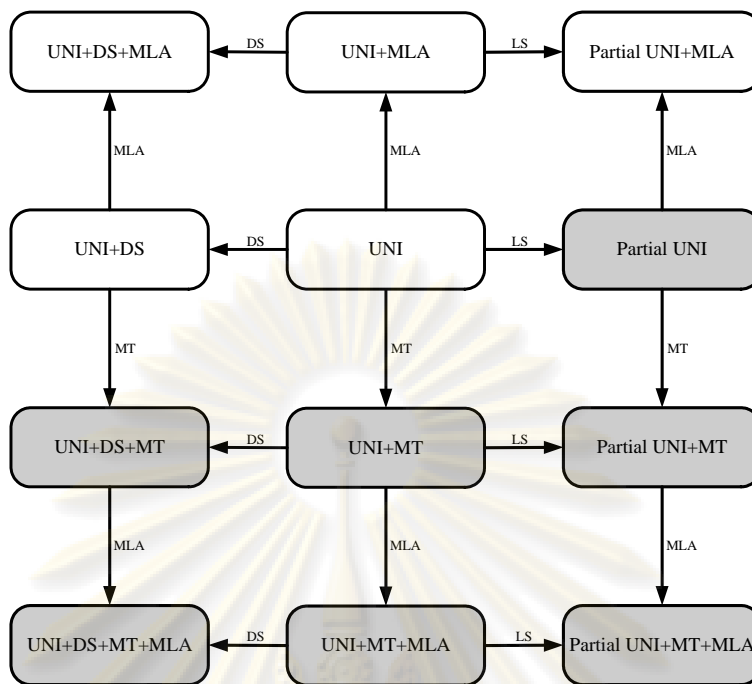 UNI+DS+MLA
DS
UNI+MLA
LS
Partial UNI+MLA
MLA
MLA
MLA
UNI+DS
DS
UNI
LS
Partial UNI
MT
MT
MT
UNI+DS+MT
DS
UNI+MT
LS
Partial UNI+MT
MLA
MLA
MLA
UNI+DS+MT+MLA
DS
UNI+MT+MLA
LS
Partial UNI+MT+MLA